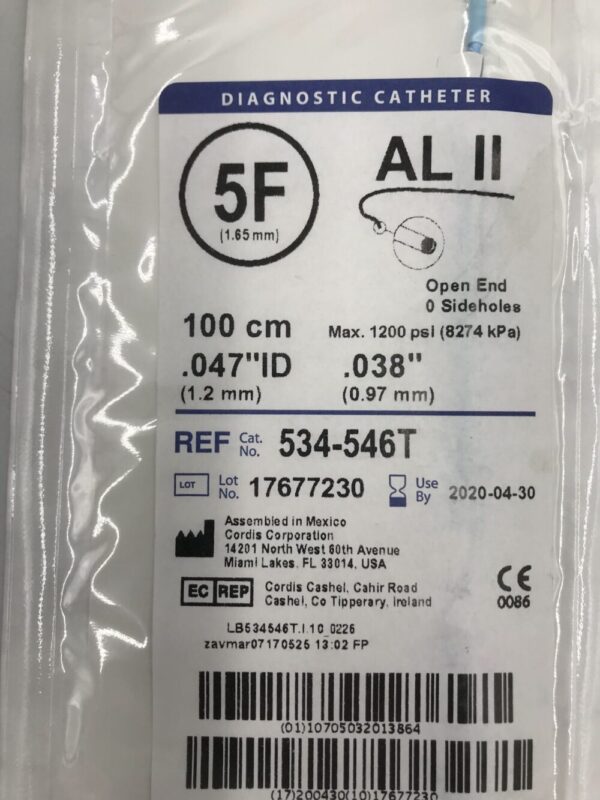 DIAGNOSTIC CATHETER
5F
(1.65 mm)
AL II
Open End
0 Sideholes
100 cm
Max. 1200 psi (8274 kPa)
.047"ID
.038"
(1.2 mm)
(0.97 mm)
REF Cat. No. 534-546T
LOT Lot No. 17677230 Use By 2020-04-30
Assembled in Mexico
Cordis Corporation
14201 North West 60th Avenue
Miami Lakes, FL 33014, USA
EC REP Cordis Cashel, Cahir Road
Cashel, Co Tipperary, Ireland
CE
0086
LB534546T.I.10_0226
zavmar07170525 13:02 FP
(01)10705032013864
(17)200430(10)17677230